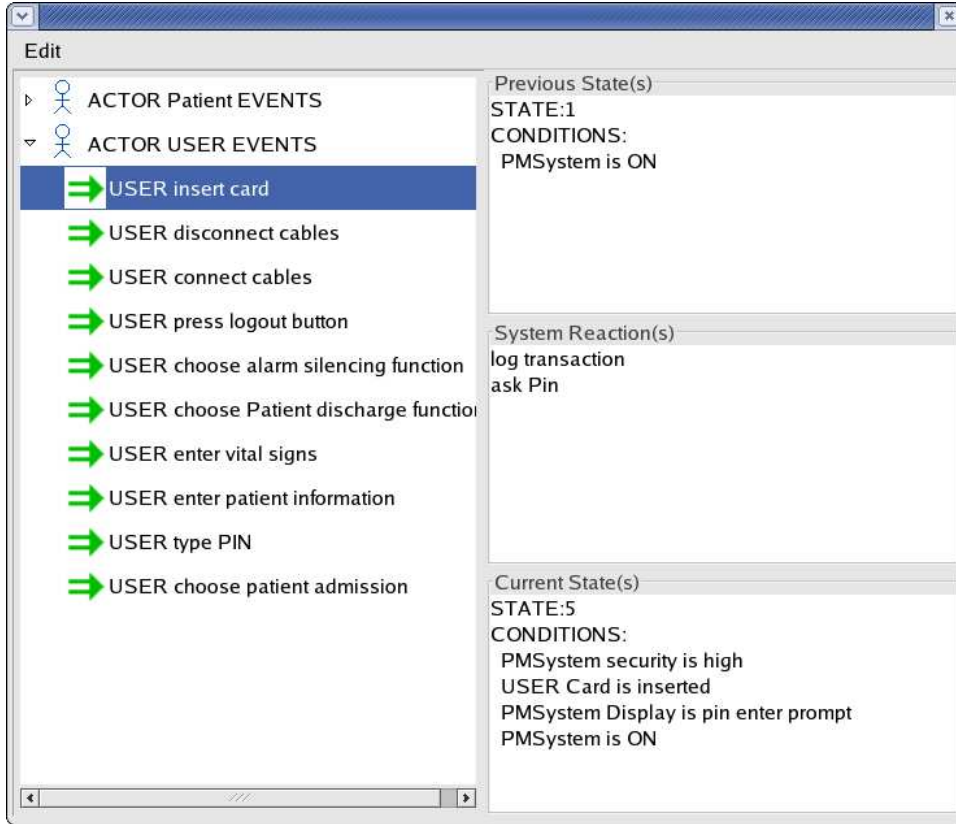 Edit
ACTOR Patient EVENTS
ACTOR USER EVENTS
USER insert card
USER disconnect cables
USER connect cables
USER press logout button
USER choose alarm silencing function
USER choose Patient discharge function
USER enter vital signs
USER enter patient information
USER type PIN
USER choose patient admission
Previous State(s)
STATE:1
CONDITIONS:
PMSystem is ON
System Reaction(s)
log transaction
ask Pin
Current State(s)
STATE:5
CONDITIONS:
PMSystem security is high
USER Card is inserted
PMSystem Display is pin enter prompt
PMSystem is ON